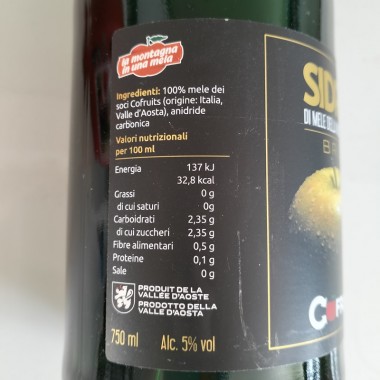 la montagna
in una mela
Ingredienti: 100% mele dei
soci Cofruits (origine: Italia,
Valle d'Aosta), anidride
carbonica
Valori nutrizionali
per 100 ml
Energia 137 kJ
32,8 kcal
Grassi 0 g
di cui saturi 0g
Carboidrati 2,35 g
di cui zuccheri 2,35 g
Fibre alimentari 0,5 g
Proteine 0,1 g
Sale 0 g
PRODUIT DE LA
VALLÉE D'AOSTE
PRODOTTO DELLA
VALLE D'AOSTA
750 ml Alc. 5% vol
DI MELE